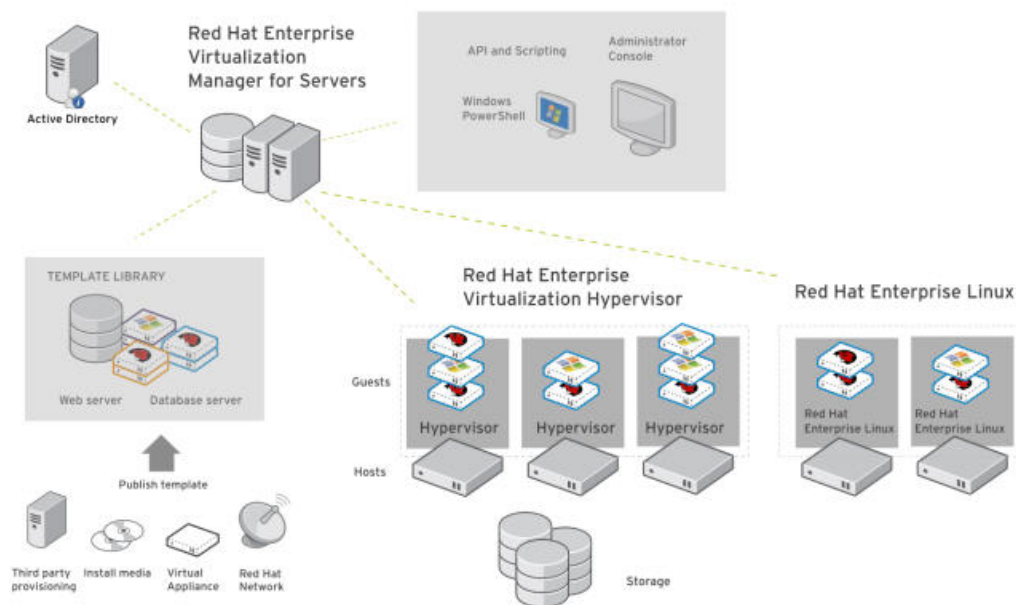 Red Hat Enterprise
Virtualization
Manager for Servers
Active Directory
API and Scripting
Administrator
Console
Windows
PowerShell
TEMPLATE LIBRARY
Web server
Database server
Publish template
Third party
provisioning
Install media
Virtual
Appliance
Red Hat
Network
Red Hat Enterprise
Virtualization Hypervisor
Red Hat Enterprise Linux
Guests
Hypervisor
Hypervisor
Hypervisor
Red Hat
Enterprise Linux
Red Hat
Enterprise Linux
Hosts
Storage